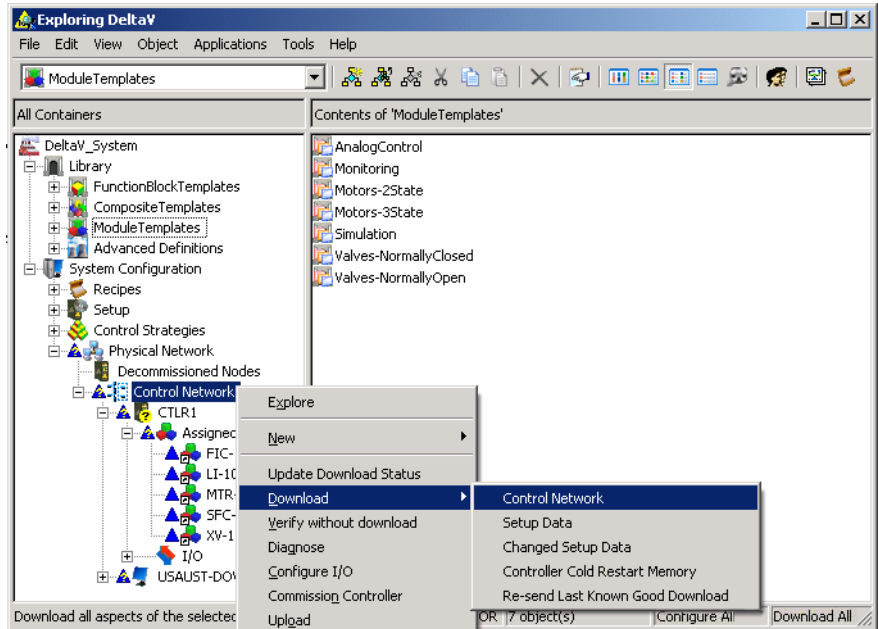 Exploring DeltaV
File Edit View Object Applications Tools Help
ModuleTemplates
All Containers
Contents of 'ModuleTemplates'
DeltaV_System
Library
FunctionBlockTemplates
CompositeTemplates
ModuleTemplates
Advanced Definitions
System Configuration
Recipes
Setup
Control Strategies
Physical Network
Decommissioned Nodes
Control Network
CTLR1
Assigned
FIC-
LI-10
MTR-
SFC-
XV-1
I/O
USAUST-DOV
AnalogControl
Monitoring
Motors-2State
Motors-3State
Simulation
Valves-NormallyClosed
Valves-NormallyOpen
Explore
New
Update Download Status
Download
Verify without download
Diagnose
Configure I/O
Commission Controller
Upload
Control Network
Setup Data
Changed Setup Data
Controller Cold Restart Memory
Re-send Last Known Good Download
Download all aspects of the selected
OR 7 object(s) Configure All Download All